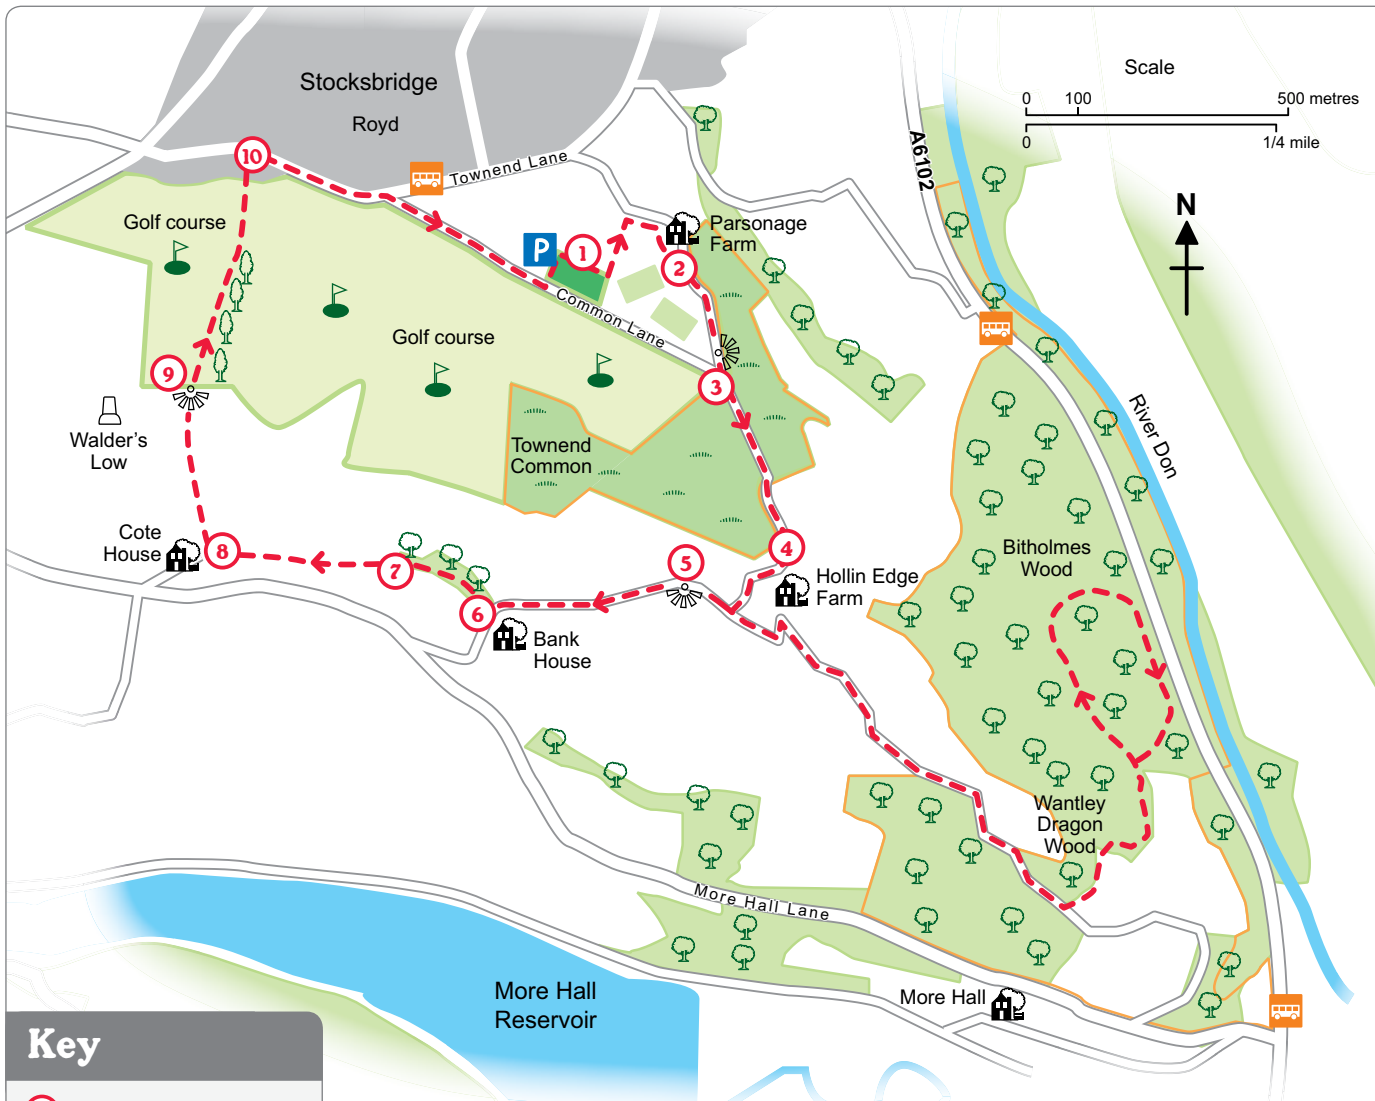 Stocksbridge
Royd
Scale
0 100 500 metres
0 1/4 mile
N
A6102
River Don
10
Townend Lane
Golf course
P
1
Parsonage
Farm
2
Common Lane
Golf course
3
9
Walder's
Low
Townend
Common
Cote
House
8
7
5
4
Hollin Edge
Farm
6
Bank
House
Bitholmes
Wood
Wantley
Dragon
Wood
More Hall Lane
More Hall
More Hall
Reservoir
Key